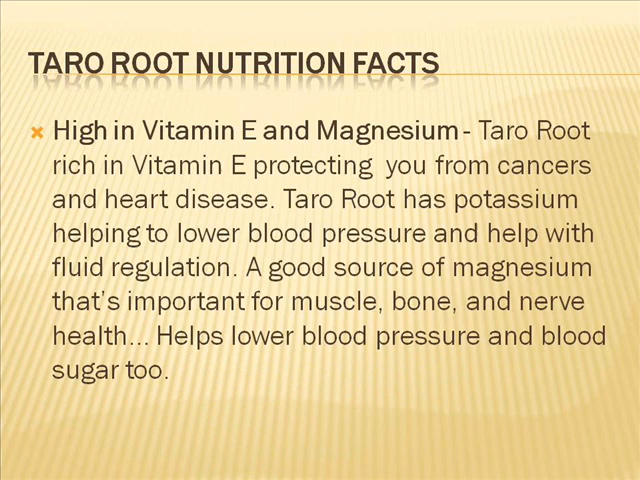 TARO ROOT NUTRITION FACTS
High in Vitamin E and Magnesium - Taro Root
rich in Vitamin E protecting  you from cancers
and heart disease. Taro Root has potassium
helping to lower blood pressure and help with
fluid regulation. A good source of magnesium
that's important for muscle, bone, and nerve
health... Helps lower blood pressure and blood
sugar too.